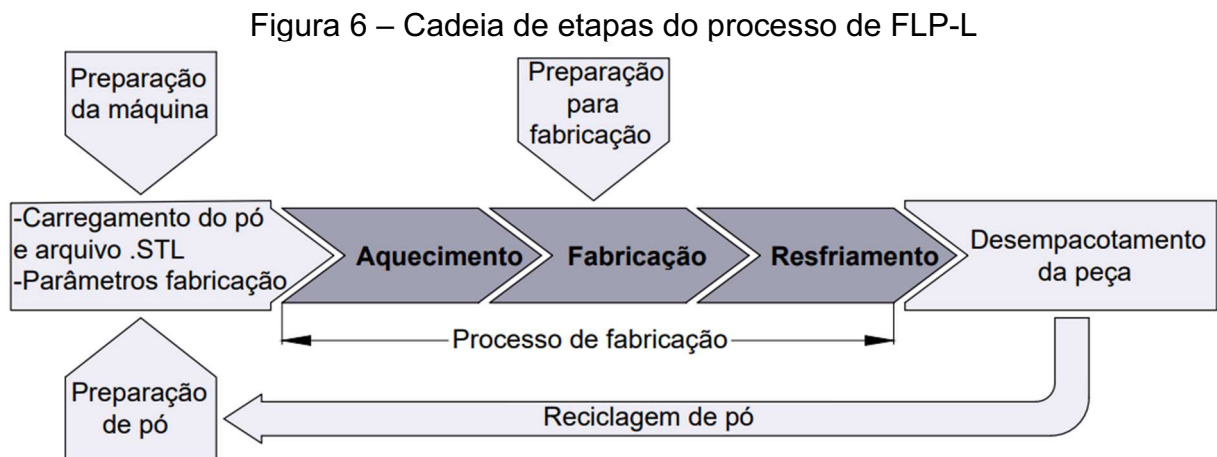 Figura 6 – Cadeia de etapas do processo de FLP-L
Preparação
da máquina
Preparação
para
fabricação
-Carregamento do pó
e arquivo .STL
-Parâmetros fabricação
Aquecimento
Fabricação
Resfriamento
Desempacotamento
da peça
Processo de fabricação
Preparação
de pó
Reciclagem de pó